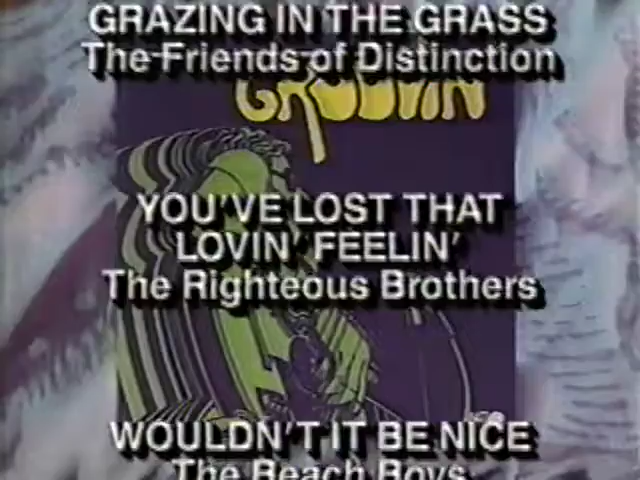 GRAZING IN THE GRASS
The Friends of Distinction
GROOVIN'
YOU'VE LOST THAT
LOVIN' FEELIN'
The Righteous Brothers
WOULDN'T IT BE NICE
The Beach Boys